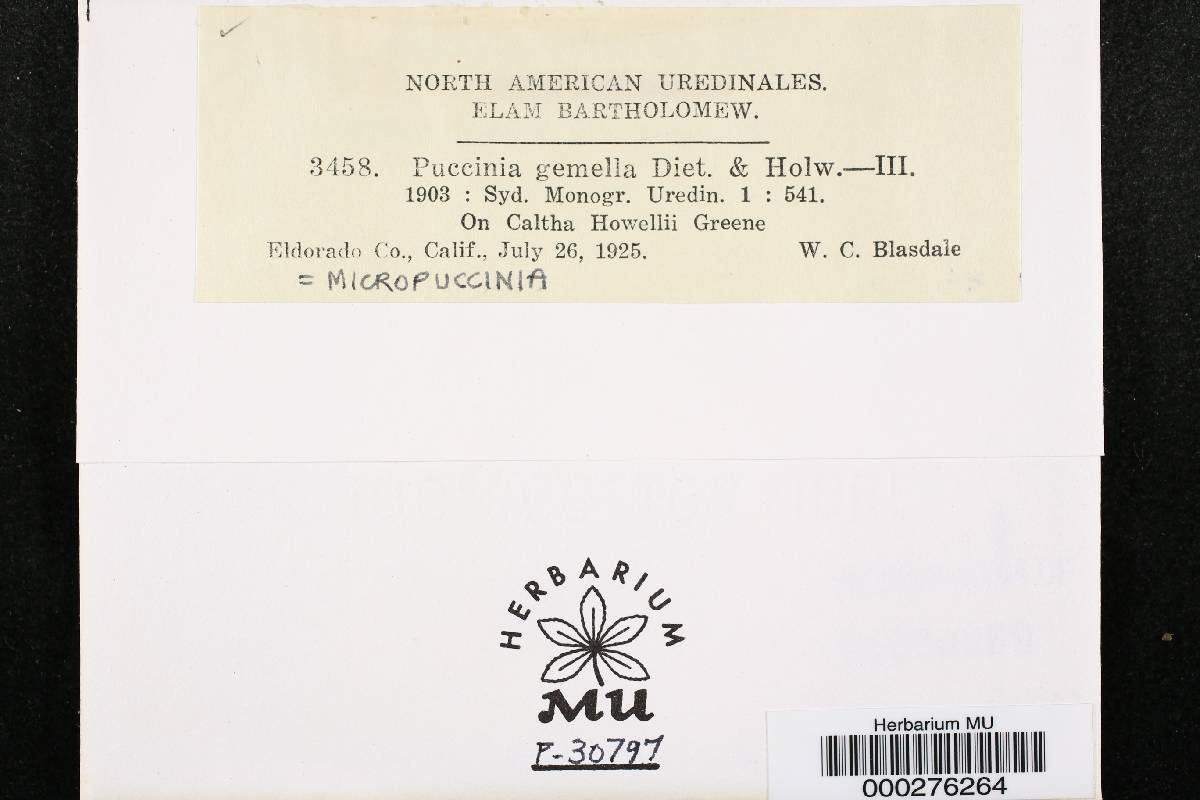 NORTH AMERICAN UREDINALES.
ELAM BARTHOLOMEW.
3458. Puccinia gemella Diet. & Holw.—III.
1903 : Syd. Monogr. Uredin. 1 : 541.
On Caltha Howellii Greene
Eldorado Co., Calif., July 26, 1925. W. C. Blasdale
= MICROPUCCINIA
HERBARIUM
MU
F-30797
Herbarium MU
000276264